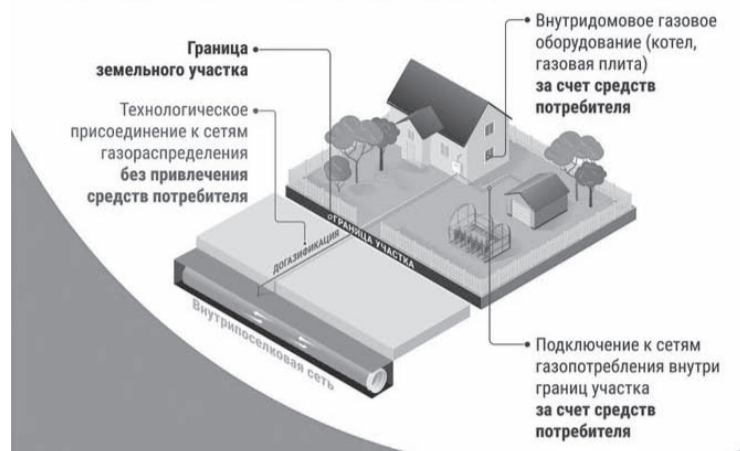 Граница
земельного участка
Технологическое
присоединение к сетям
газораспределения
без привлечения
средств потребителя
Внутридомовое газовое
оборудование (котел,
газовая плита)
за счет средств
потребителя
ГРАНИЦА УЧАСТКА
ДОГАЗИФИКАЦИЯ
Внутрипоселковая сеть
Подключение к сетям
газопотребления внутри
границ участка
за счет средств
потребителя